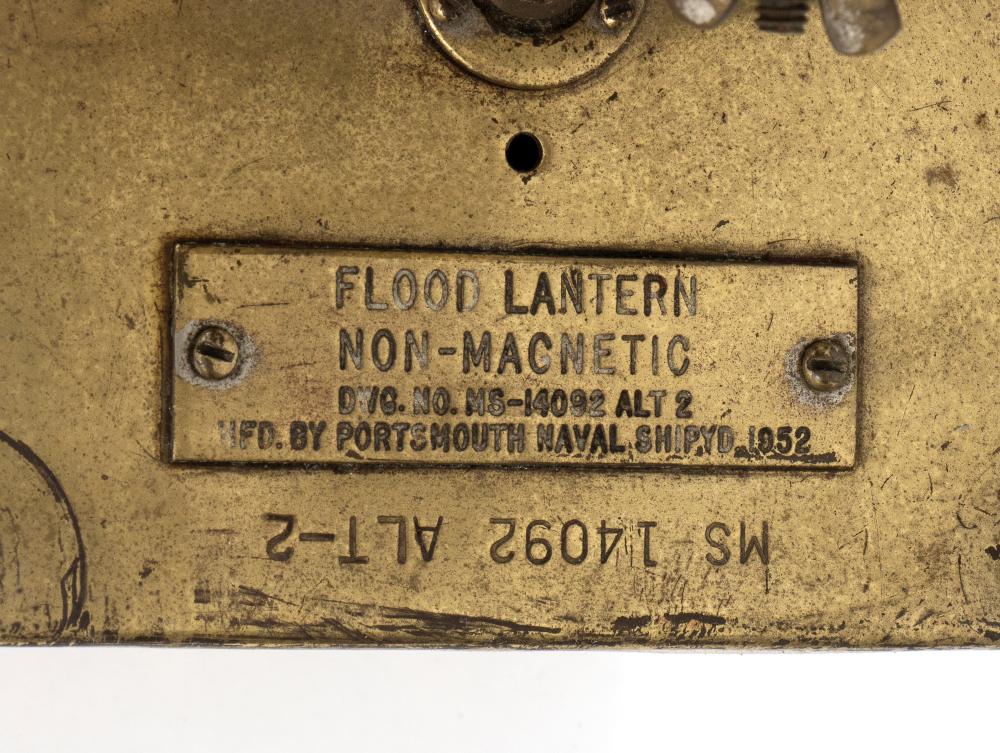 FLOOD LANTERN
NON-MAGNETIC
DWG. NO. MS-14092 ALT 2
MFD. BY PORTSMOUTH NAVAL SHIPYD. 1952
MS 14092 ALT-2